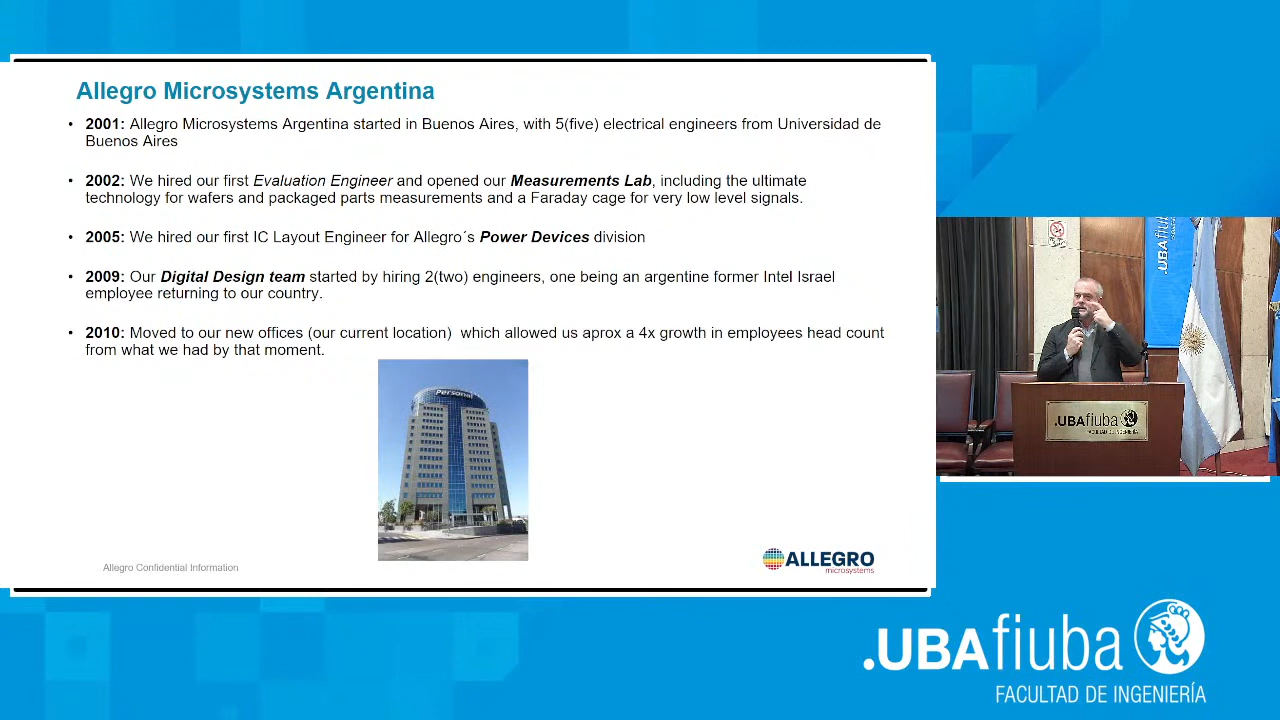 Allegro Microsystems Argentina
• 2001: Allegro Microsystems Argentina started in Buenos Aires, with 5(five) electrical engineers from Universidad de
Buenos Aires
• 2002: We hired our first Evaluation Engineer and opened our Measurements Lab, including the ultimate
technology for wafers and packaged parts measurements and a Faraday cage for very low level signals.
• 2005: We hired our first IC Layout Engineer for Allegro´s Power Devices division
• 2009: Our Digital Design team started by hiring 2(two) engineers, one being an argentine former Intel Israel
employee returning to our country.
• 2010: Moved to our new offices (our current location)  which allowed us aprox a 4x growth in employees head count
from what we had by that moment.
Personal
Allegro Confidential Information
ALLEGRO
microsystems
.UBAfiuba
.UBAfiuba
FACULTAD DE INGENIERÍA
.UBAfiuba
FACULTAD DE INGENIERÍA